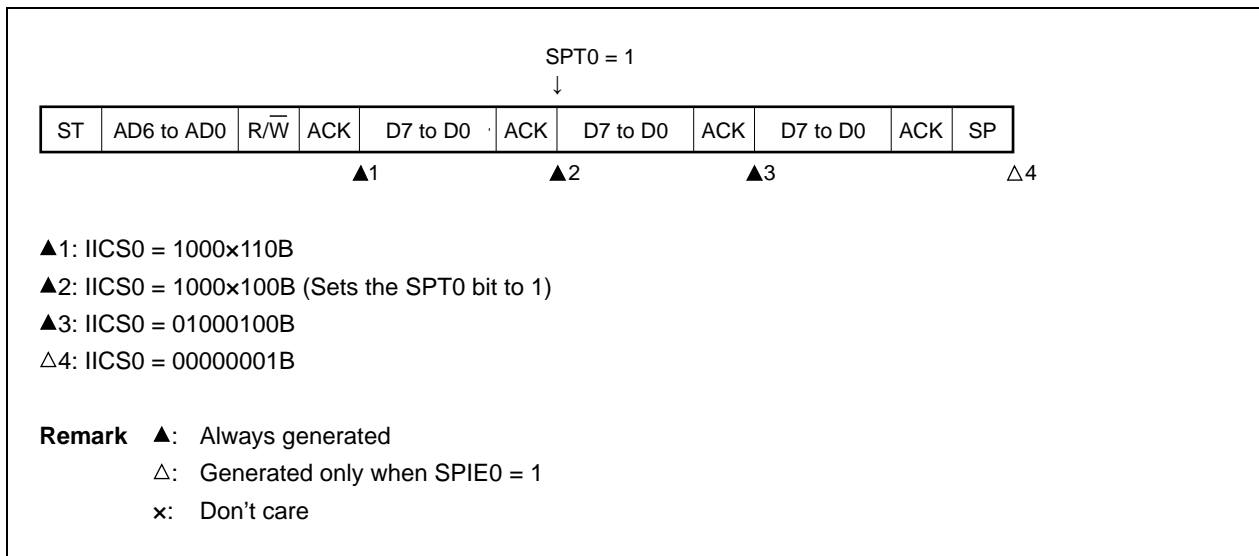 SPT0 = 1
↓
ST AD6 to AD0 R/W̅ ACK D7 to D0 ACK D7 to D0 ACK D7 to D0 ACK SP
▲1 ▲2 ▲3 △4
▲1: IICS0 = 1000×110B
▲2: IICS0 = 1000×100B (Sets the SPT0 bit to 1)
▲3: IICS0 = 01000100B
△4: IICS0 = 00000001B
Remark ▲: Always generated
△: Generated only when SPIE0 = 1
×: Don't care